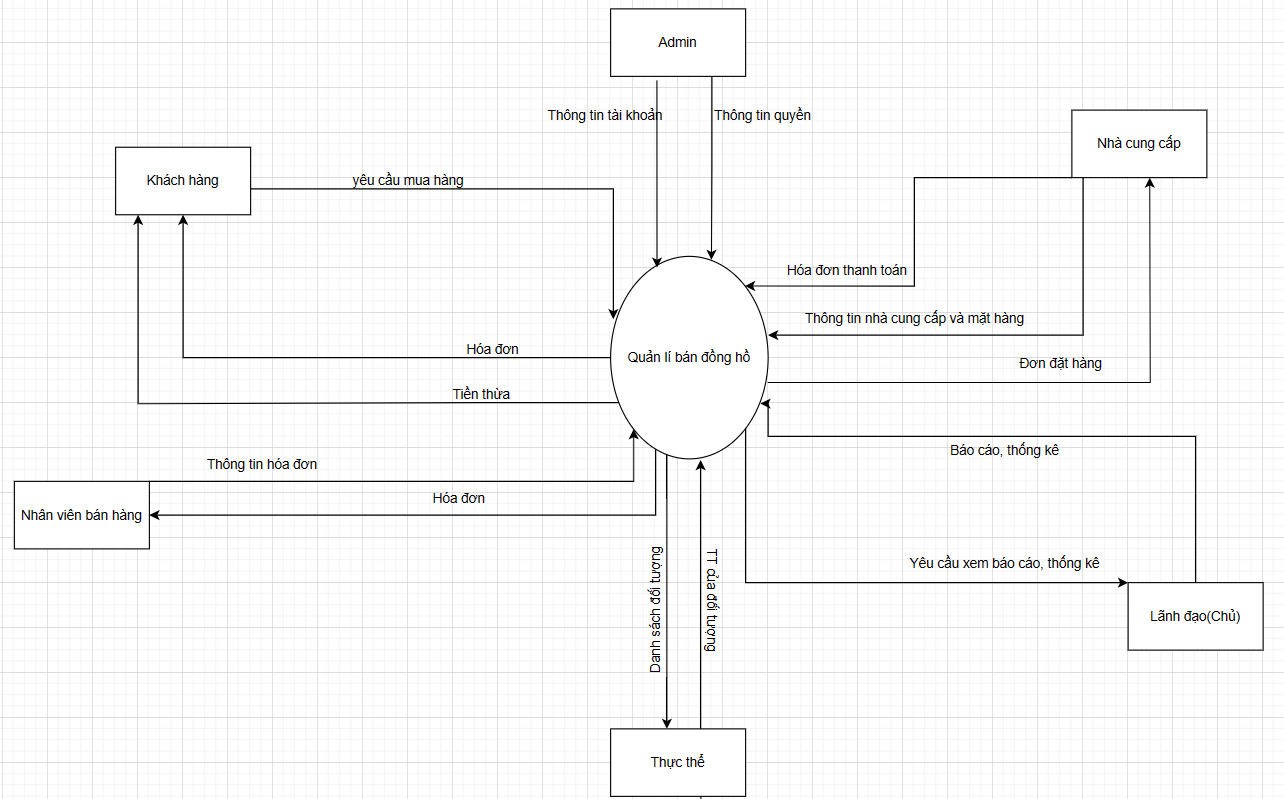 Admin
Thông tin tài khoản
Thông tin quyền
Nhà cung cấp
Khách hàng
yêu cầu mua hàng
Hóa đơn thanh toán
Thông tin nhà cung cấp và mặt hàng
Hóa đơn
Quản lí bán đồng hồ
Đơn đặt hàng
Tiền thừa
Báo cáo, thống kê
Thông tin hóa đơn
Hóa đơn
Nhân viên bán hàng
Danh sách đối tượng
TT của đối tượng
Yêu cầu xem báo cáo, thống kê
Lãnh đạo(Chủ)
Thực thể